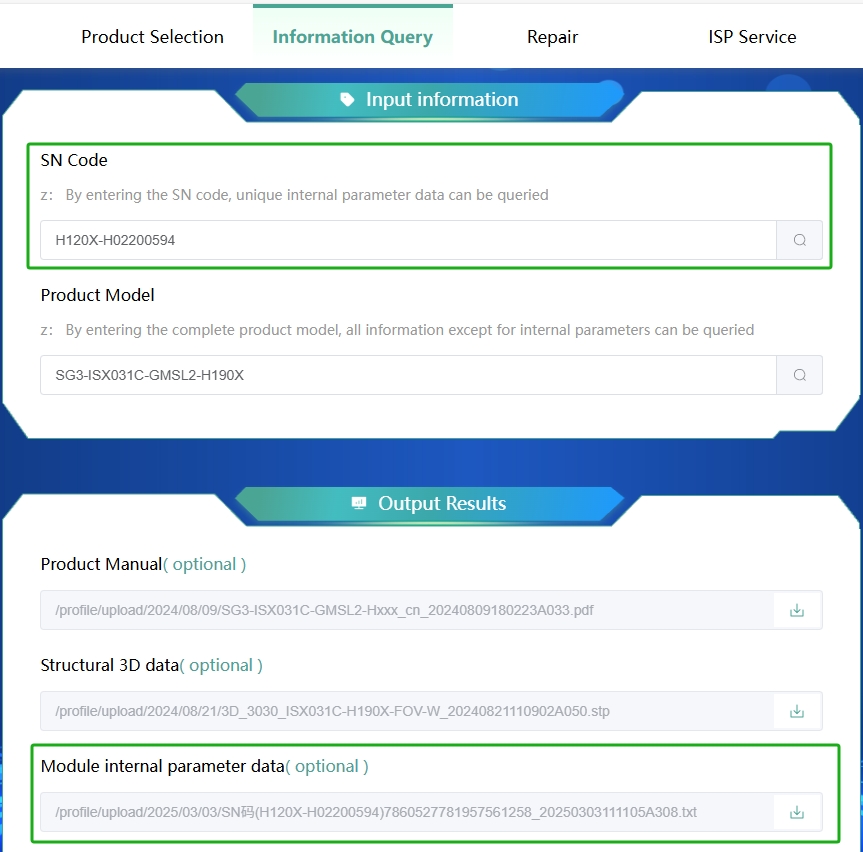 Product Selection
Information Query
Repair
ISP Service
Input information
SN Code
z: By entering the SN code, unique internal parameter data can be queried
H120X-H02200594
Product Model
z: By entering the complete product model, all information except for internal parameters can be queried
SG3-ISX031C-GMSL2-H190X
Output Results
Product Manual( optional )
/profile/upload/2024/08/09/SG3-ISX031C-GMSL2-Hxxx_cn_20240809180223A033.pdf
Structural 3D data( optional )
/profile/upload/2024/08/21/3D_3030_ISX031C-H190X-FOV-W_20240821110902A050.stp
Module internal parameter data( optional )
/profile/upload/2025/03/03/SN码(H120X-H02200594)7860527781957561258_20250303111105A308.txt